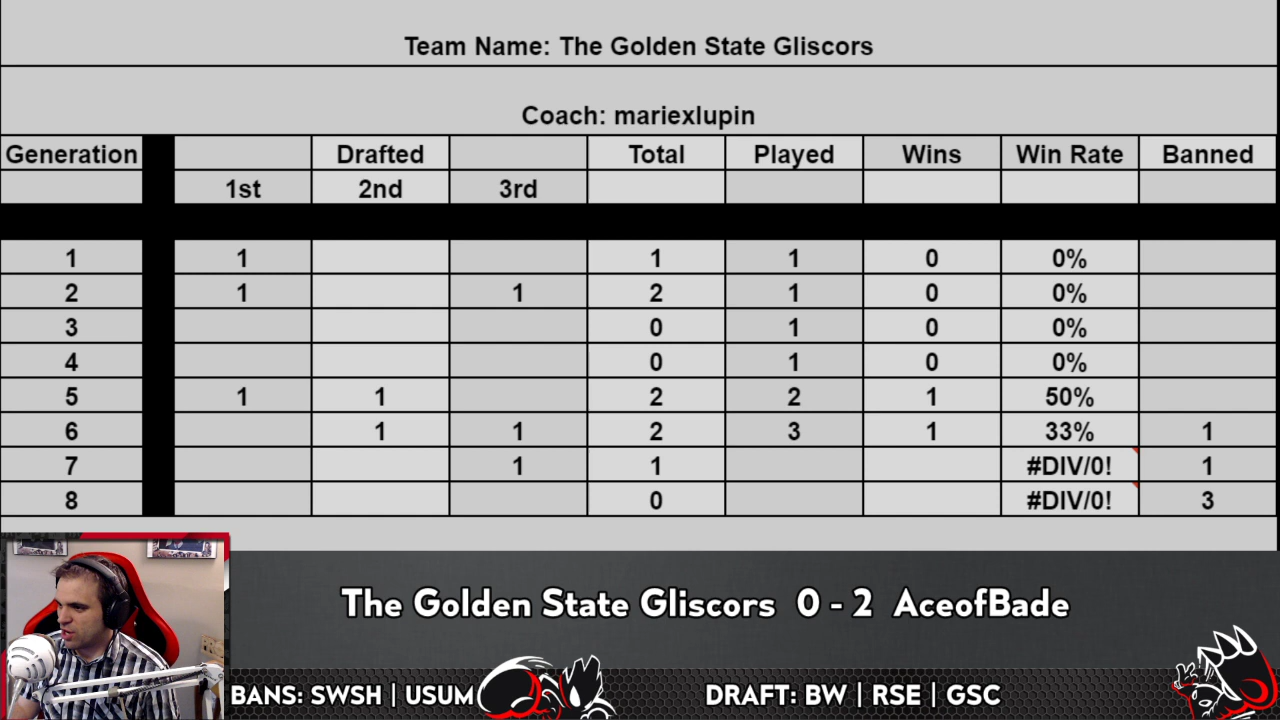 Team Name: The Golden State Gliscors
Coach: mariexlupin
Generation Drafted Total Played Wins Win Rate Banned
1st 2nd 3rd
1 1 1 1 0 0%
2 1 1 2 1 0 0%
3 0 1 0 0%
4 0 1 0 0%
5 1 1 2 2 1 50%
6 1 1 2 3 1 33% 1
7 1 1 #DIV/0! 1
8 0 #DIV/0! 3
The Golden State Gliscors 0 - 2 AceofBade
BANS: SWSH | USUM DRAFT: BW | RSE | GSC